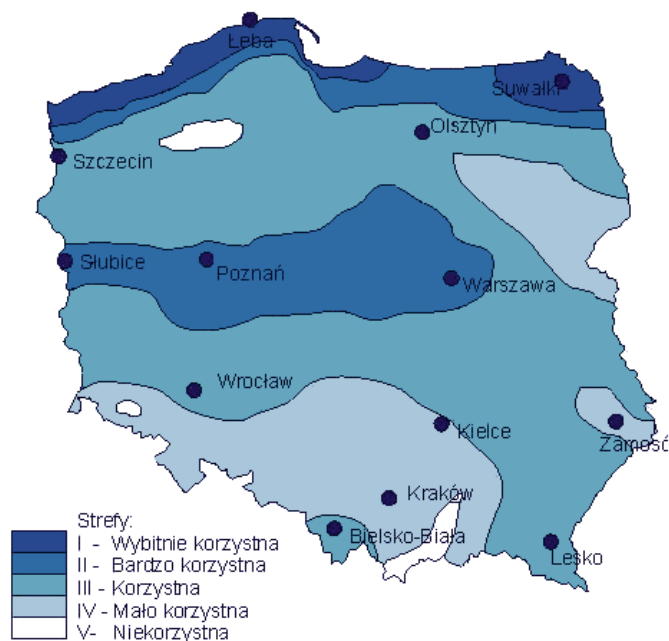 Łeba
Suwałki
Olsztyn
Szczecin
Słubice
Poznań
Warszawa
Wrocław
Kielce
Zamość
Kraków
Bielsko-Biała
Lesko
Strefy:
I - Wybitnie korzystna
II - Bardzo korzystna
III - Korzystna
IV - Mało korzystna
V- Niekorzystna